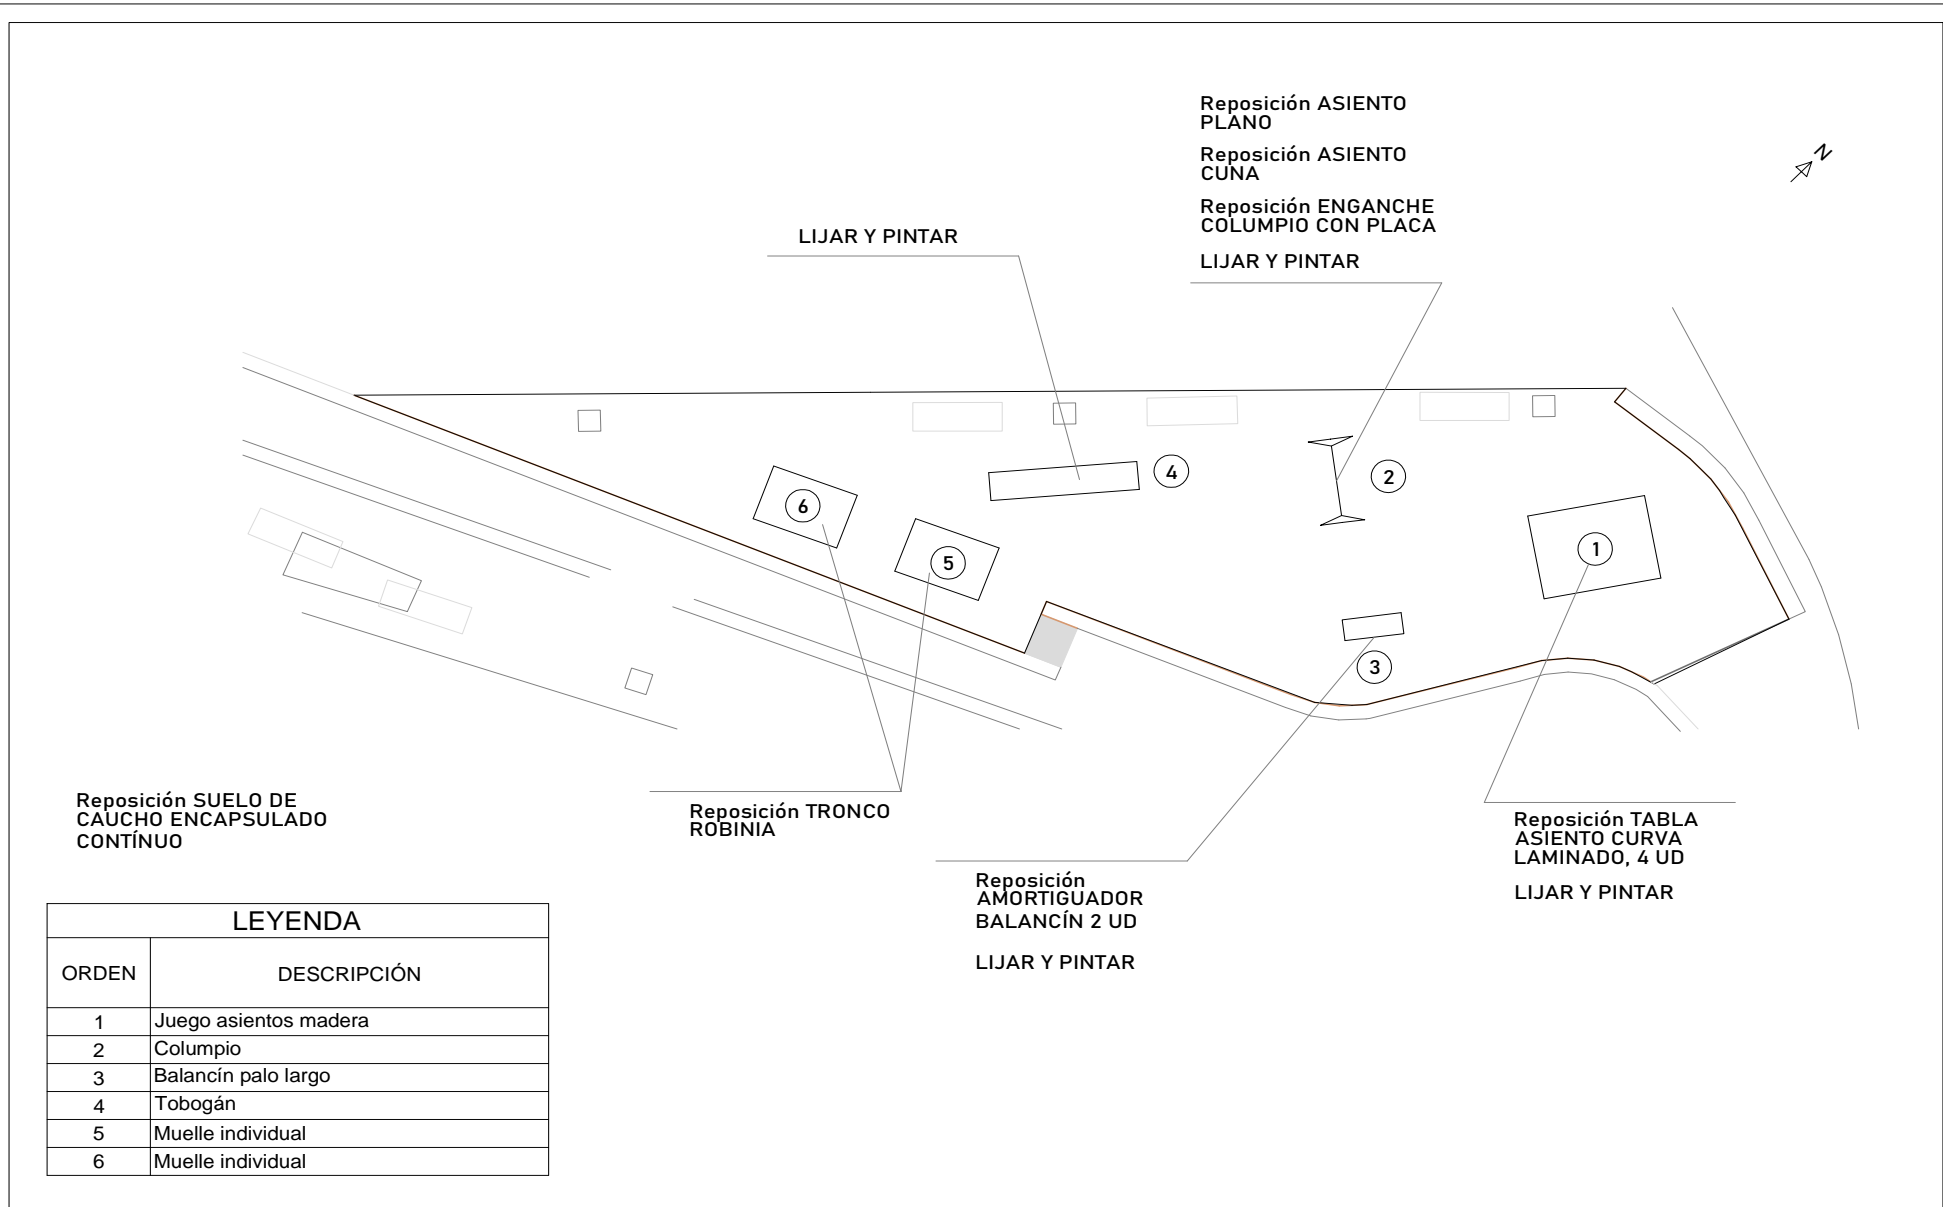 Reposición ASIENTO
PLANO
Reposición ASIENTO
CUNA
Reposición ENGANCHE
COLUMPIO CON PLACA
LIJAR Y PINTAR
N
LIJAR Y PINTAR
4
2
6
5
1
3
Reposición SUELO DE
CAUCHO ENCAPSULADO
CONTÍNUO
Reposición TRONCO
ROBINIA
Reposición
AMORTIGUADOR
BALANCÍN 2 UD
LIJAR Y PINTAR
Reposición TABLA
ASIENTO CURVA
LAMINADO, 4 UD
LIJAR Y PINTAR
LEYENDA
ORDEN DESCRIPCIÓN
1 Juego asientos madera
2 Columpio
3 Balancín palo largo
4 Tobogán
5 Muelle individual
6 Muelle individual